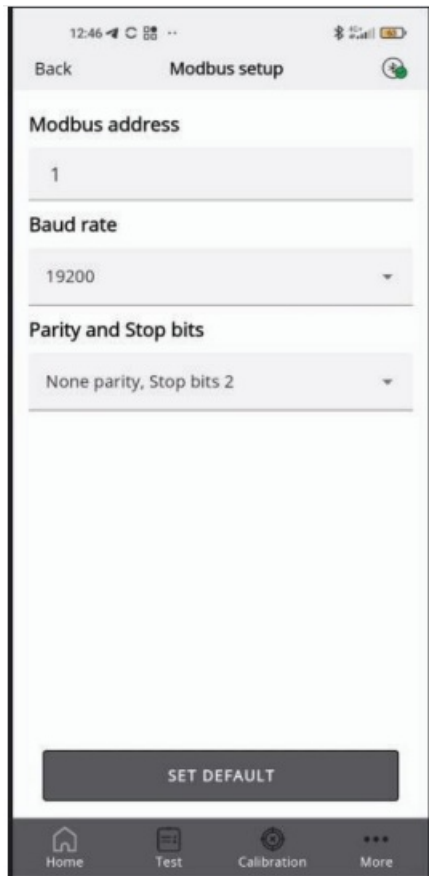 12:46
Back Modbus setup
Modbus address
1
Baud rate
19200
Parity and Stop bits
None parity, Stop bits 2
SET DEFAULT
Home Test Calibration More